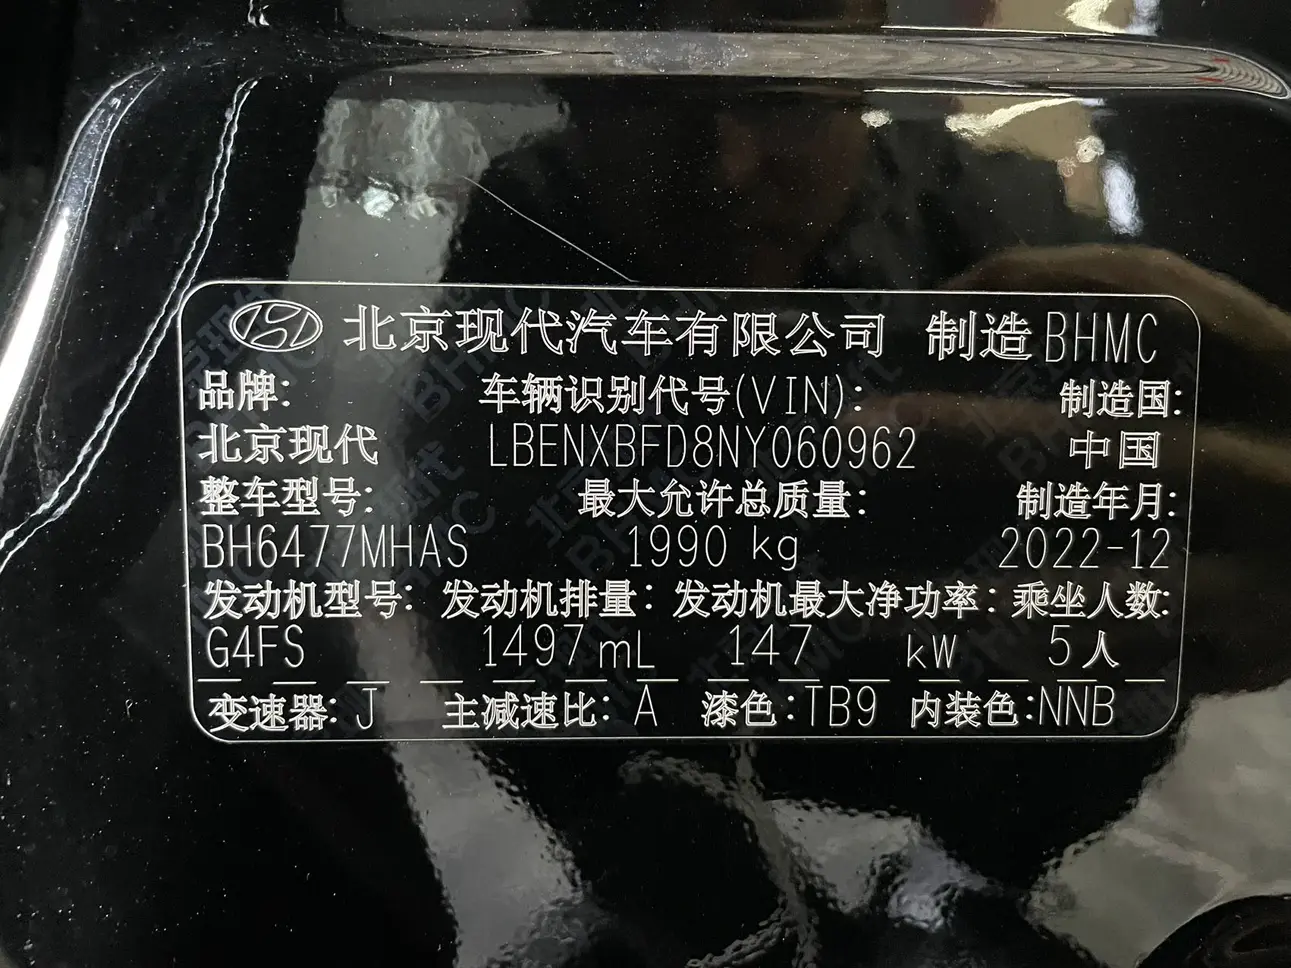 北京现代汽车有限公司 制造 BHMC
品牌: 车辆识别代号(VIN): 制造国:
北京现代 LBENXBFD8NY060962 中国
整车型号: 最大允许总质量: 制造年月:
BH6477MHAS 1990 kg 2022-12
发动机型号: 发动机排量: 发动机最大净功率: 乘坐人数:
G4FS 1497 mL 147 kW 5人
变速器: J 主减速比: A 漆色:TB9 内装色:NNB